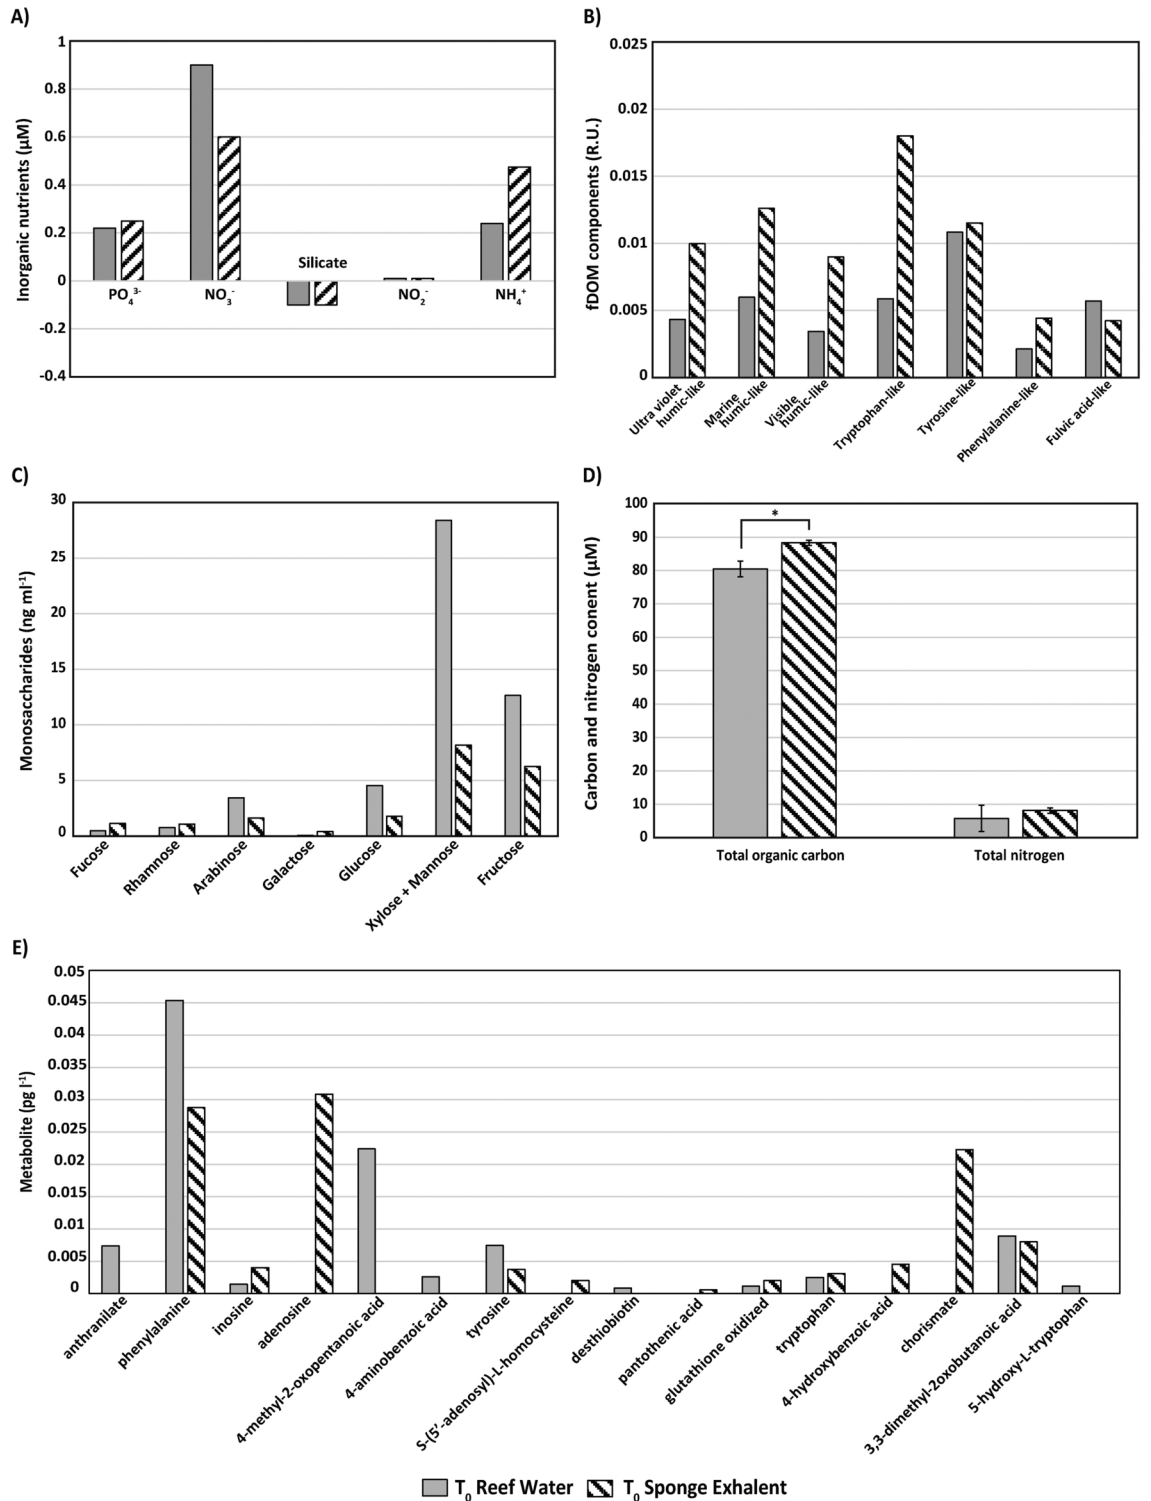 A)
Inorganic nutrients (µM)
1
0.8
0.6
0.4
0.2
0
-0.2
-0.4
PO₄³⁻
NO₃⁻
Silicate
NO₂⁻
NH₄⁺
B)
fDOM components (R.U.)
0.025
0.02
0.015
0.01
0.005
0
Ultra violet
humic-like
Marine
humic-like
Visible
humic-like
Tryptophan-like
Tyrosine-like
Phenylalanine-like
Fulvic acid-like
C)
Monosaccharides (ng ml⁻¹)
30
25
20
15
10
5
0
Fucose
Rhamnose
Arabinose
Galactose
Glucose
Xylose + Mannose
Fructose
D)
Carbon and nitrogen conent (µM)
100
90
80
70
60
50
40
30
20
10
0
*
Total organic carbon
Total nitrogen
E)
Metabolite (pg l⁻¹)
0.05
0.045
0.04
0.035
0.03
0.025
0.02
0.015
0.01
0.005
0
anthranilate
phenylalanine
inosine
adenosine
4-methyl-2-oxopentanoic acid
4-aminobenzoic acid
tyrosine
S-(5′-adenosyl)-L-homocysteine
desthiobiotin
pantothenic acid
glutathione oxidized
tryptophan
4-hydroxybenzoic acid
chorismate
3,3-dimethyl-2oxobutanoic acid
5-hydroxy-L-tryptophan
T₀ Reef Water
T₀ Sponge Exhalent